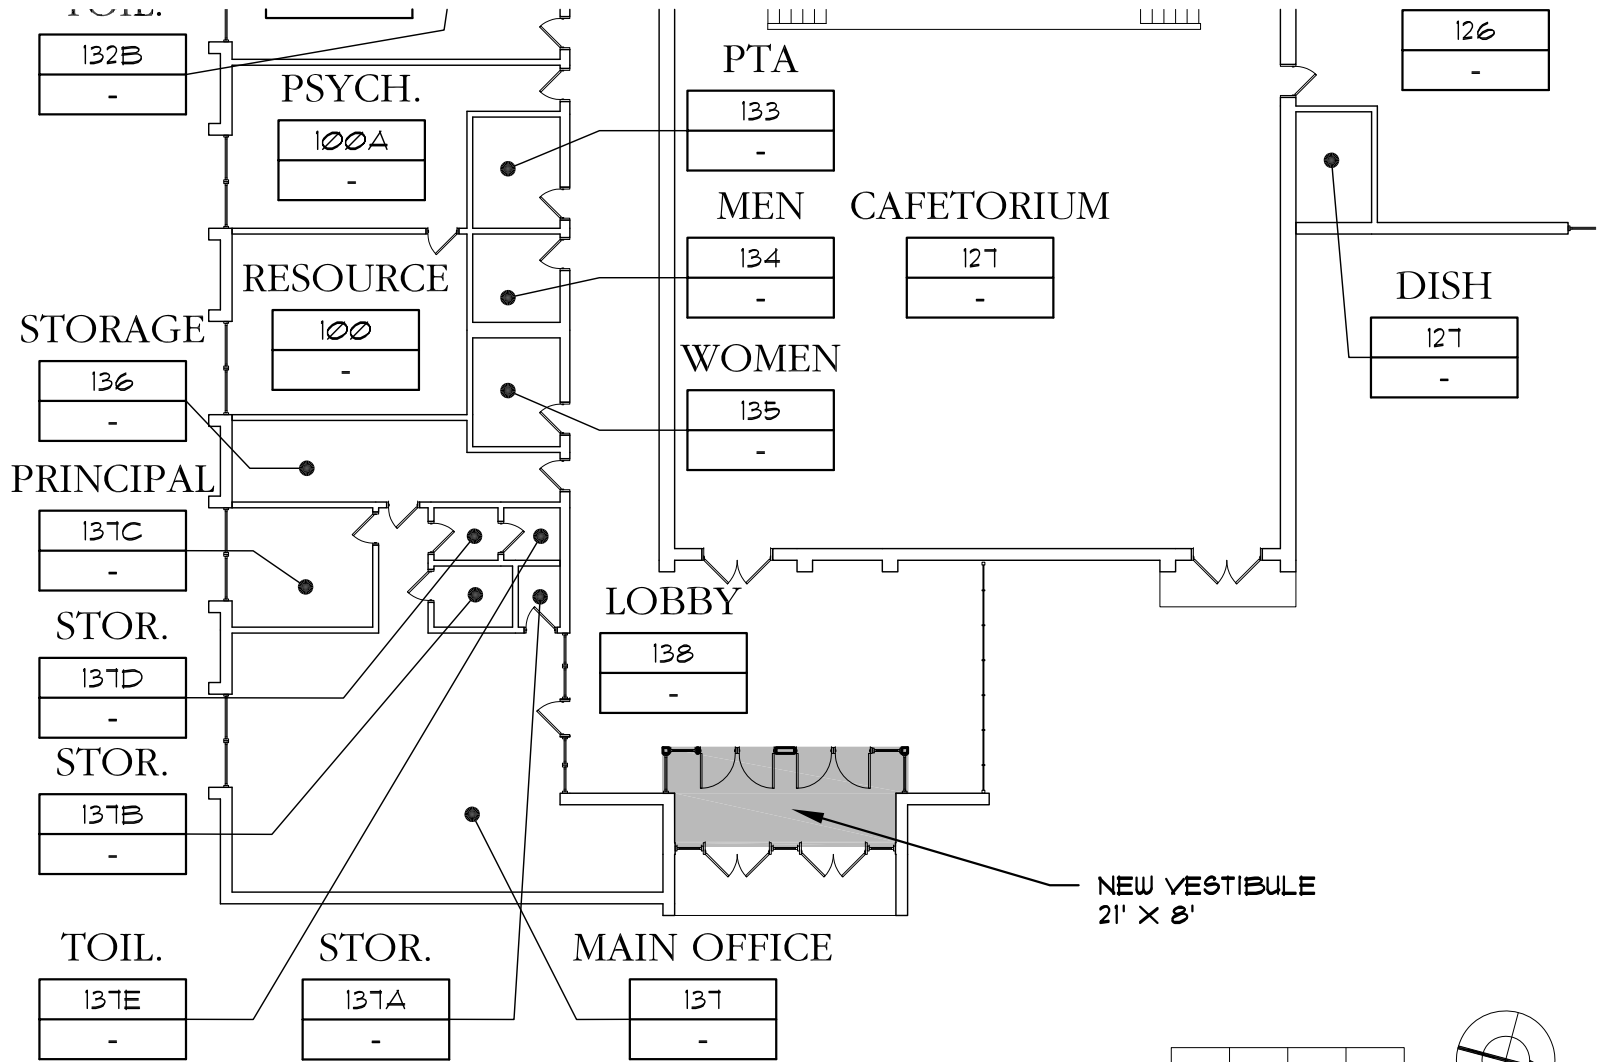 TOIL.
132B
-
126
-
PSYCH.
100A
-
PTA
133
-
MEN
134
-
CAFETORIUM
127
-
RESOURCE
100
-
DISH
127
-
STORAGE
136
-
WOMEN
135
-
PRINCIPAL
137C
-
STOR.
137D
-
LOBBY
138
-
STOR.
137B
-
NEW VESTIBULE
21' X 8'
TOIL.
137E
-
STOR.
137A
-
MAIN OFFICE
137
-